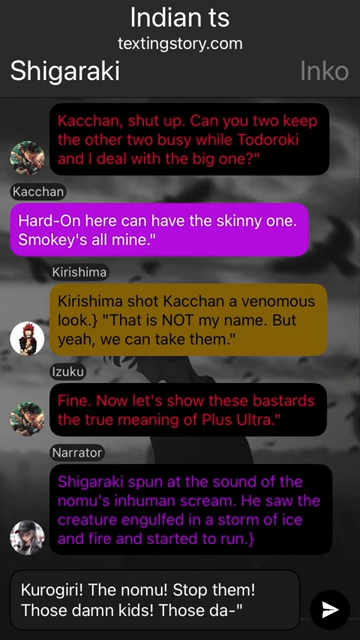 Indian ts
textingstory.com
Shigaraki
Inko
Kacchan, shut up. Can you two keep
the other two busy while Todoroki
and I deal with the big one?"
Kacchan
Hard-On here can have the skinny one.
Smokey's all mine."
Kirishima
Kirishima shot Kacchan a venomous
look.} "That is NOT my name. But
yeah, we can take them."
Izuku
Fine. Now let's show these bastards
the true meaning of Plus Ultra."
Narrator
Shigaraki spun at the sound of the
nomu's inhuman scream. He saw the
creature engulfed in a storm of ice
and fire and started to run.}
Kurogiri! The nomu! Stop them!
Those damn kids! Those da-"